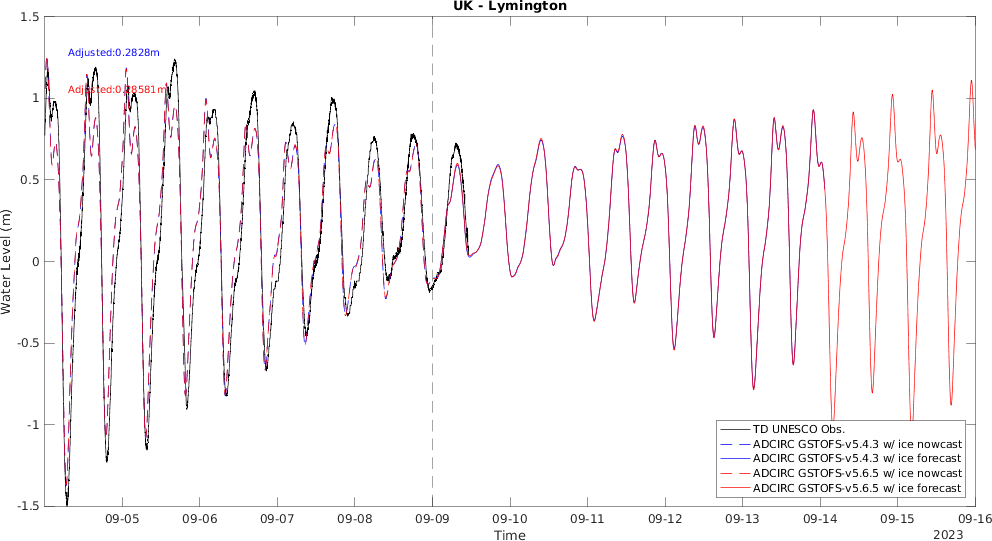 UK - Lymington
1.5
Adjusted:0.2828m
Adjusted:0.28581m
1
0.5
Water Level (m)
0
-0.5
-1
TD UNESCO Obs.
ADCIRC GSTOFS-v5.4.3 w/ ice nowcast
ADCIRC GSTOFS-v5.4.3 w/ ice forecast
ADCIRC GSTOFS-v5.6.5 w/ ice nowcast
ADCIRC GSTOFS-v5.6.5 w/ ice forecast
-1.5
09-05 09-06 09-07 09-08 09-09 09-10 09-11 09-12 09-13 09-14 09-15 09-16
Time
2023